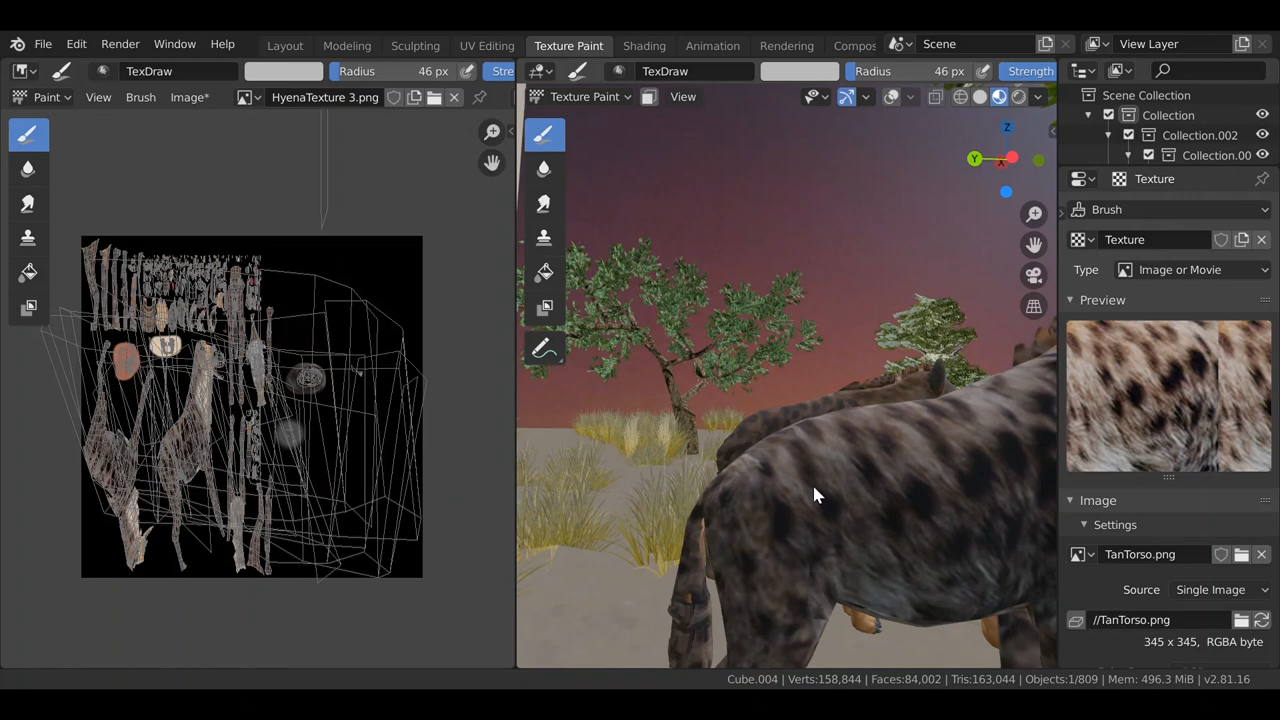 File Edit Render Window Help Layout Modeling Sculpting UV Editing Texture Paint Shading Animation Rendering Compos Scene View Layer
TexDraw Radius 46 px Stre
TexDraw Radius 46 px Strength
Paint View Brush Image* HyenaTexture 3.png
Texture Paint View
Z
Y
X
Scene Collection
Collection
Collection.002
Collection.00
Texture
Brush
Texture
Type Image or Movie
Preview
Image
Settings
TanTorso.png
Source Single Image
//TanTorso.png
345 x 345, RGBA byte
Cube.004 | Verts:158,844 | Faces:84,002 | Tris:163,044 | Objects:1/809 | Mem: 496.3 MiB | v2.81.16